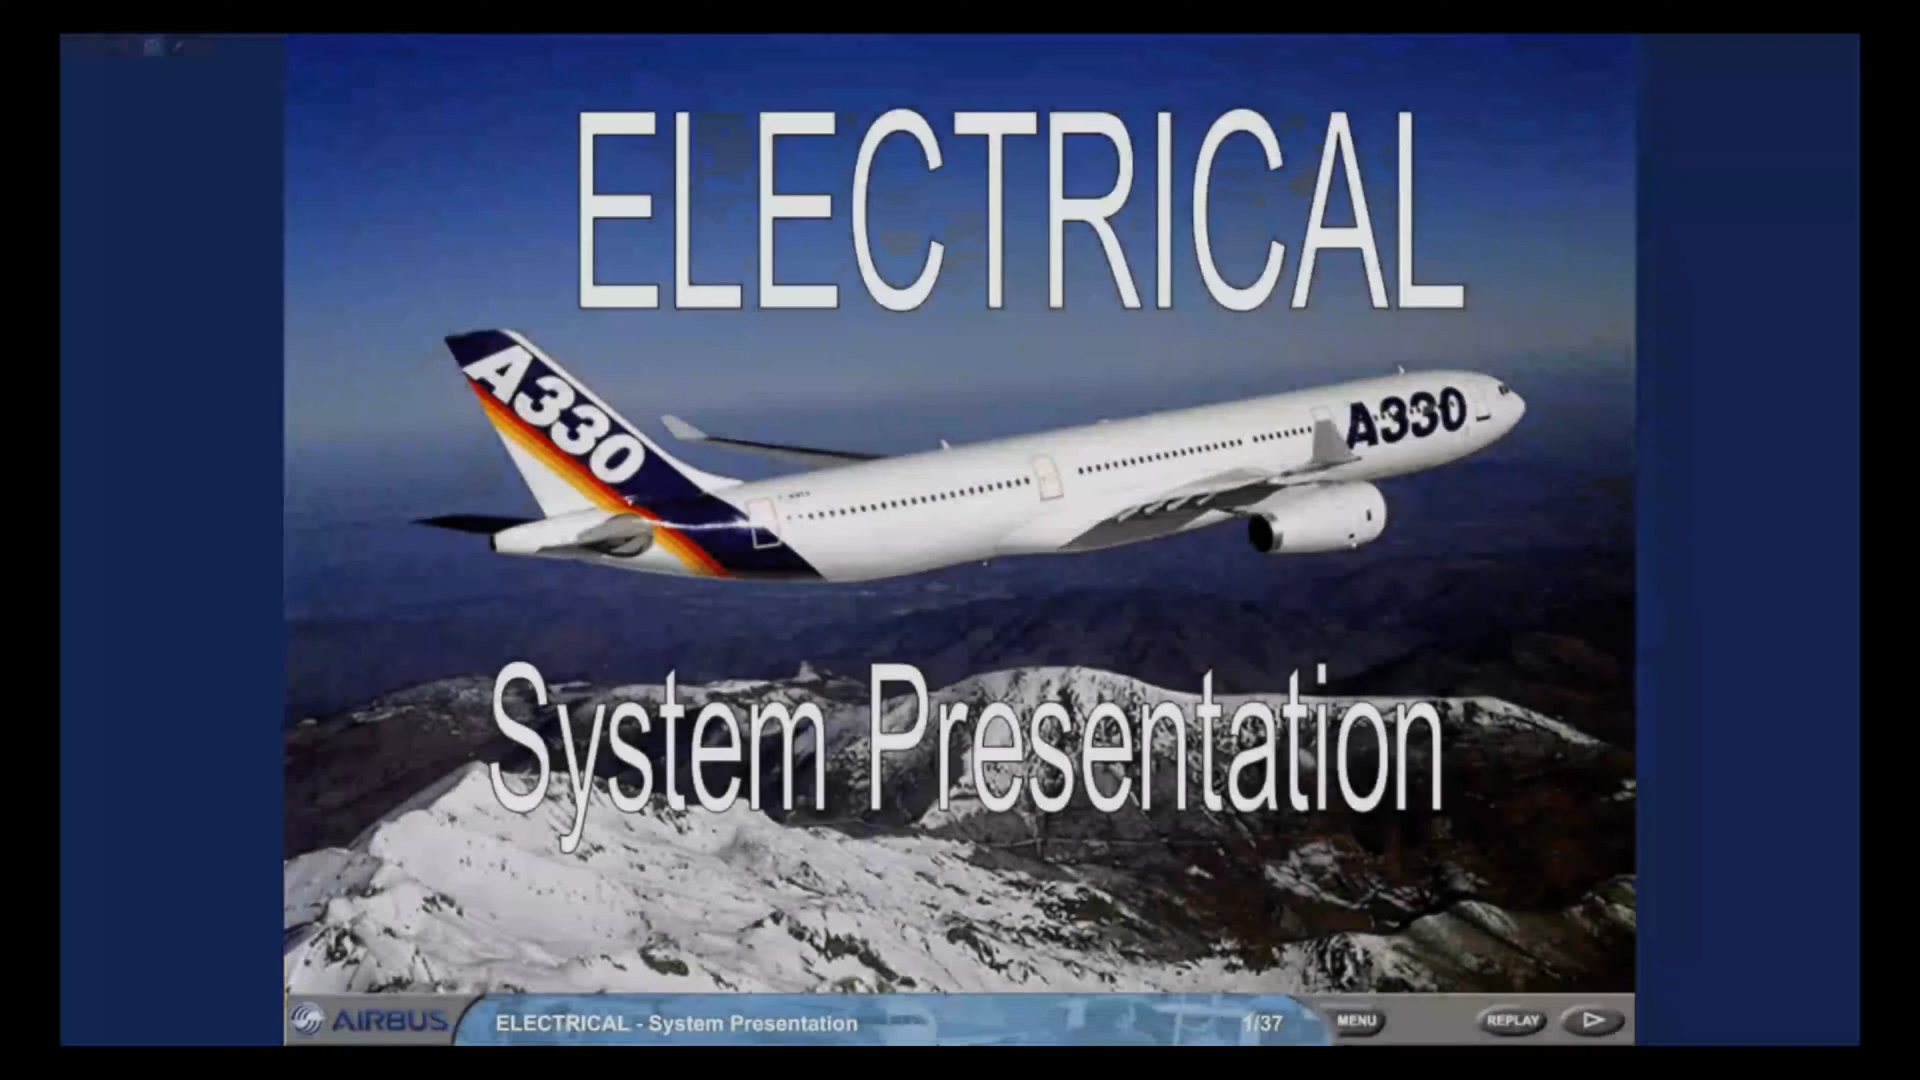 ELECTRICAL
A330
A330
System Presentation
AIRBUS
ELECTRICAL - System Presentation
1/37
MENU
REPLAY